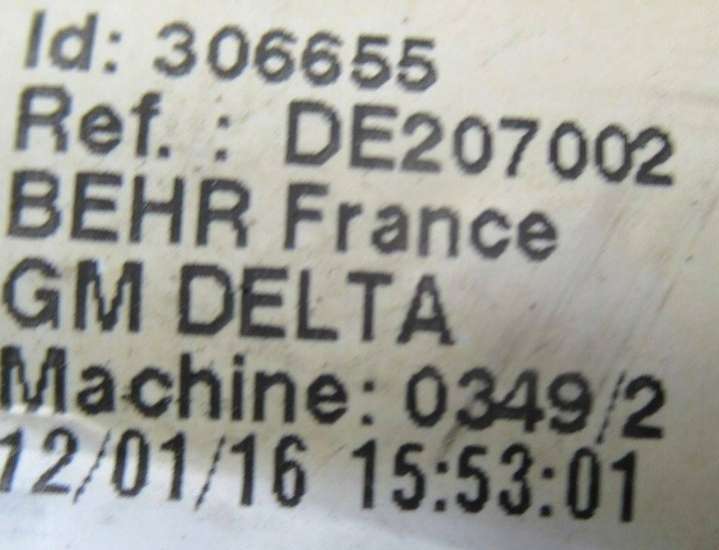 Id: 306655
Ref. : DE207002
BEHR France
GM DELTA
Machine: 0349/2
12/01/16 15:53:01